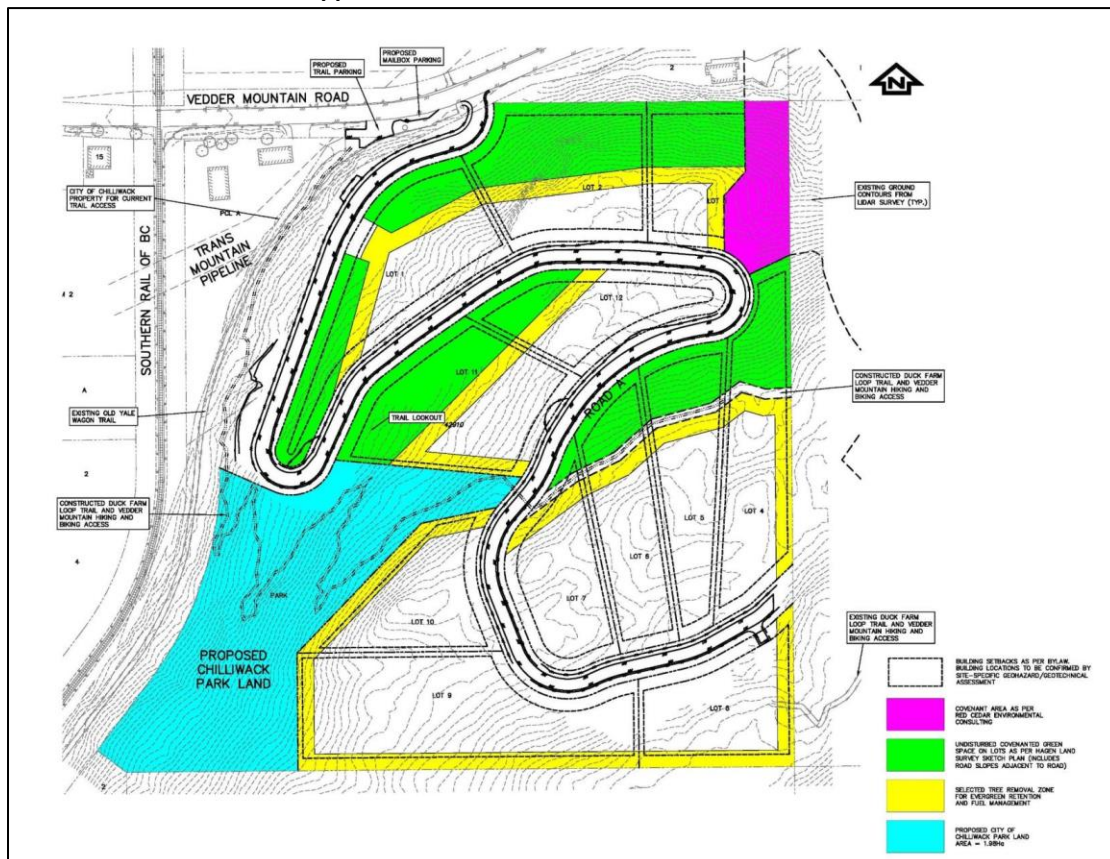 PROPOSED
MAILBOX PARKING
PROPOSED
TRAIL PARKING
VEDDER MOUNTAIN ROAD
N
2
15
CITY OF CHILLIWACK
PROPERTY FOR CURRENT
TRAIL ACCESS
PCL A
TRANS
MOUNTAIN
PIPELINE
SOUTHERN RAIL OF BC
2
A
2
4
LOT 2
LOT
LOT 1
LOT 12
EXISTING GROUND
CONTOURS FROM
LIDAR SURVEY (TYP.)
LOT 11
ROAD A
CONSTRUCTED DUCK FARM
LOOP TRAIL AND VEDDER
MOUNTAIN HIKING AND
BIKING ACCESS
EXISTING OLD YALE
WAGON TRAIL
TRAIL LOOKOUT
CONSTRUCTED DUCK FARM
LOOP TRAIL AND VEDDER
MOUNTAIN HIKING AND
BIKING ACCESS
LOT 4
LOT 5
LOT 6
LOT 7
PARK
LOT 10
PROPOSED
CHILLIWACK
PARK LAND
LOT 9
LOT 8
2
EXISTING DUCK FARM
LOOP TRAIL AND VEDDER
MOUNTAIN HIKING AND
BIKING ACCESS
BUILDING SETBACKS AS PER BYLAW.
BUILDING LOCATIONS TO BE CONFIRMED BY
SITE-SPECIFIC GEOHAZARD/GEOTECHNICAL
ASSESSMENT
COVENANT AREA AS PER
RED CEDAR ENVIRONMENTAL
CONSULTING
UNDISTURBED COVENANTED GREEN
SPACE ON LOTS AS PER HAGEN LAND
SURVEY SKETCH PLAN (INCLUDES
ROAD SLOPES ADJACENT TO ROAD)
SELECTED TREE REMOVAL ZONE
FOR EVERGREEN RETENTION
AND FUEL MANAGEMENT
PROPOSED CITY OF
CHILLIWACK PARK LAND
AREA = 1.98Ha